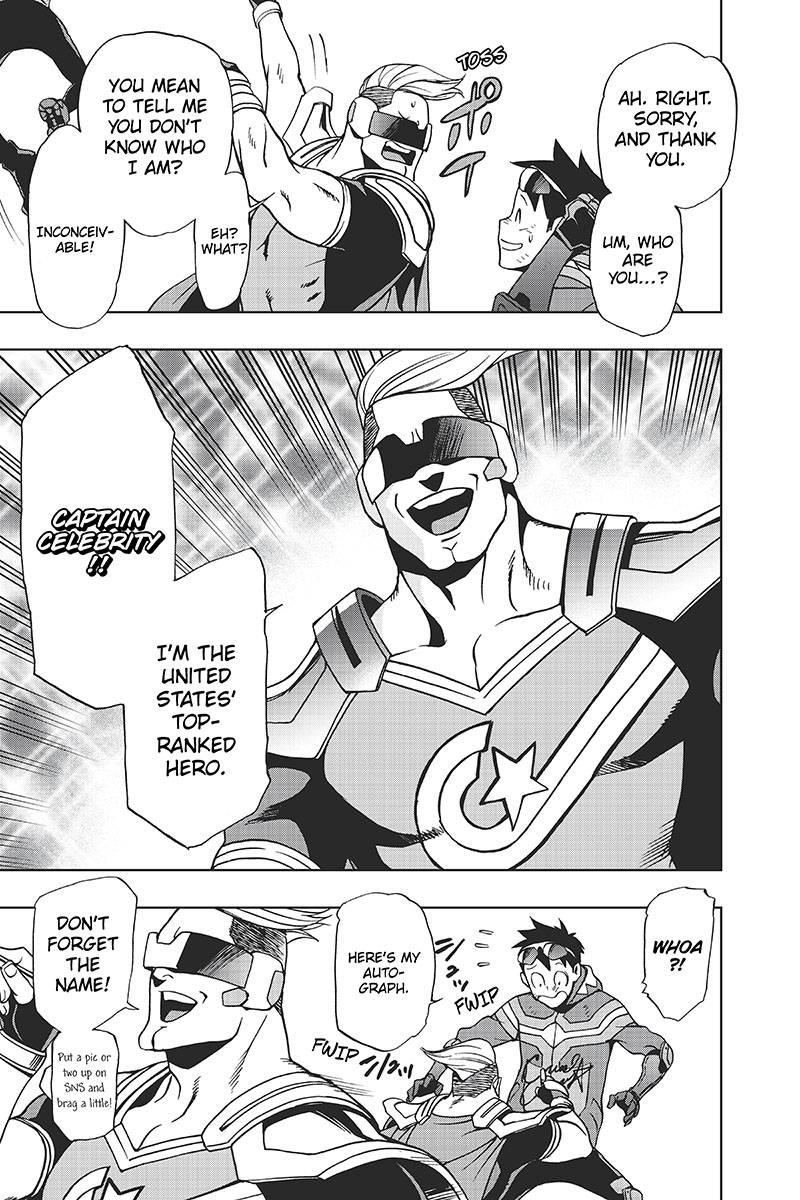 AH. RIGHT.
SORRY,
AND THANK
YOU.
UM, WHO
ARE
YOU...?
TOSS
ポイ
YOU MEAN
TO TELL ME
YOU DON'T
KNOW WHO
I AM?
EH?
WHAT?
INCONCEIV-
ABLE!
I'M THE
UNITED
STATES'
TOP-
RANKED
HERO.
CAPTAIN
CELEBRITY
!!
WHOA
?!
FWIP
FWIP
HERE'S MY
AUTO-
GRAPH.
DON'T
FORGET
THE
NAME!
Put a pic or
two up on
SNS and
brag a little!